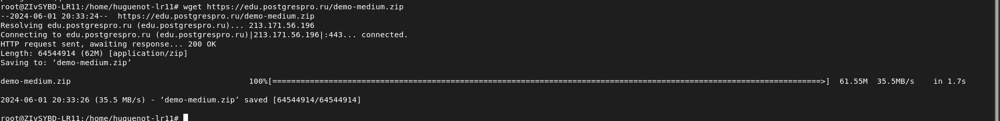 root@ZIvSYBD-LR11:/home/huguenot-lr11# wget https://edu.postgrespro.ru/demo-medium.zip
--2024-06-01 20:33:24--  https://edu.postgrespro.ru/demo-medium.zip
Resolving edu.postgrespro.ru (edu.postgrespro.ru)... 213.171.56.196
Connecting to edu.postgrespro.ru (edu.postgrespro.ru)|213.171.56.196|:443... connected.
HTTP request sent, awaiting response... 200 OK
Length: 64544914 (62M) [application/zip]
Saving to: ‘demo-medium.zip’
demo-medium.zip 100%[=====================================================================================================================>] 61.55M 35.5MB/s in 1.7s
2024-06-01 20:33:26 (35.5 MB/s) - ‘demo-medium.zip’ saved [64544914/64544914]
root@ZIvSYBD-LR11:/home/huguenot-lr11#